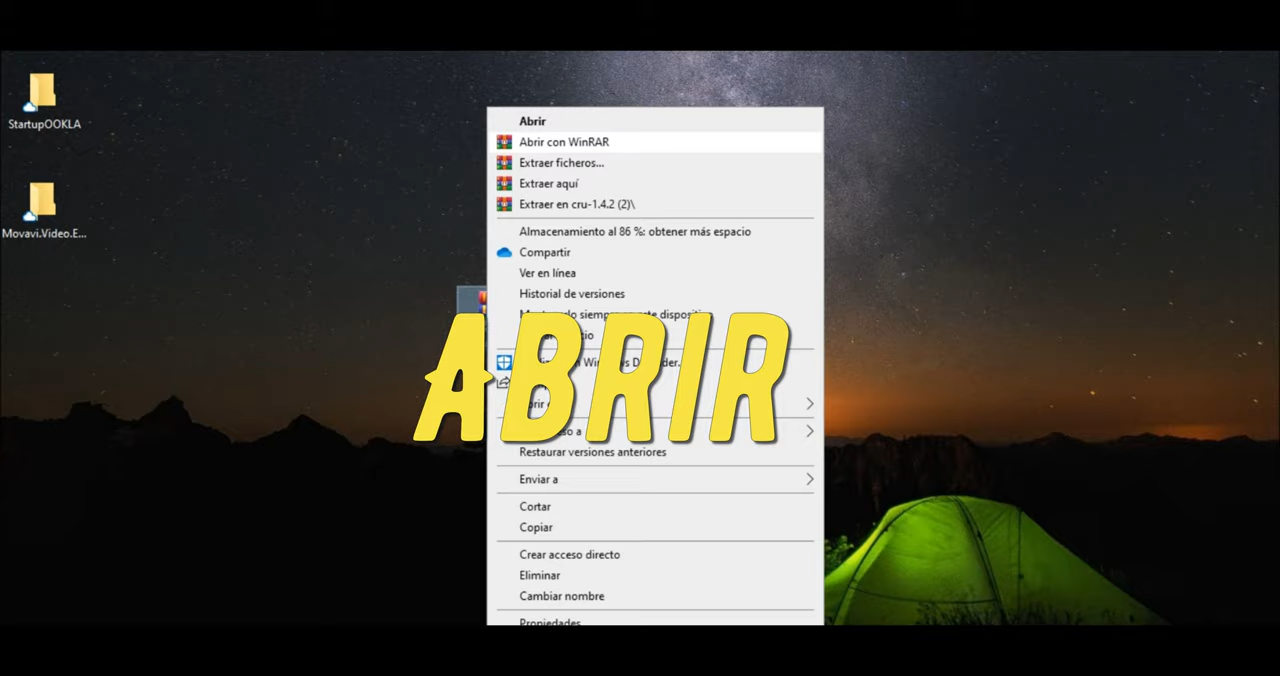 StartupOOKLA
Movavi.Video.E...
Abrir
Abrir con WinRAR
Extraer ficheros...
Extraer aquí
Extraer en cru-1.4.2 (2)\
Almacenamiento al 86 %: obtener más espacio
Compartir
Ver en línea
Historial de versiones
siempre
ABRIR
Restaurar versiones anteriores
Enviar a
Cortar
Copiar
Crear acceso directo
Eliminar
Cambiar nombre
Propiedades